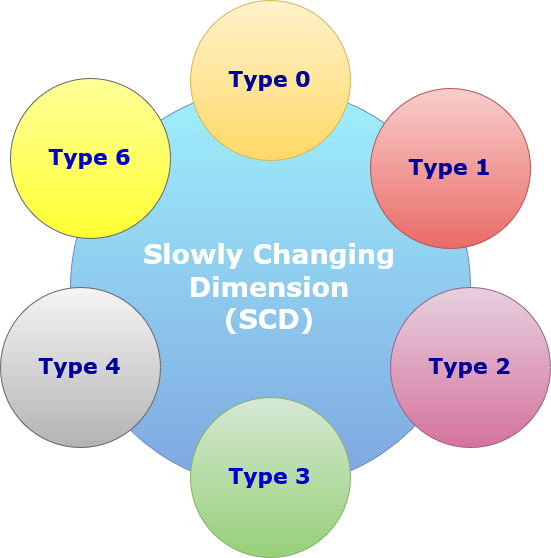 Type 0
Type 6
Type 1
Slowly Changing
Dimension
(SCD)
Type 4
Type 2
Type 3